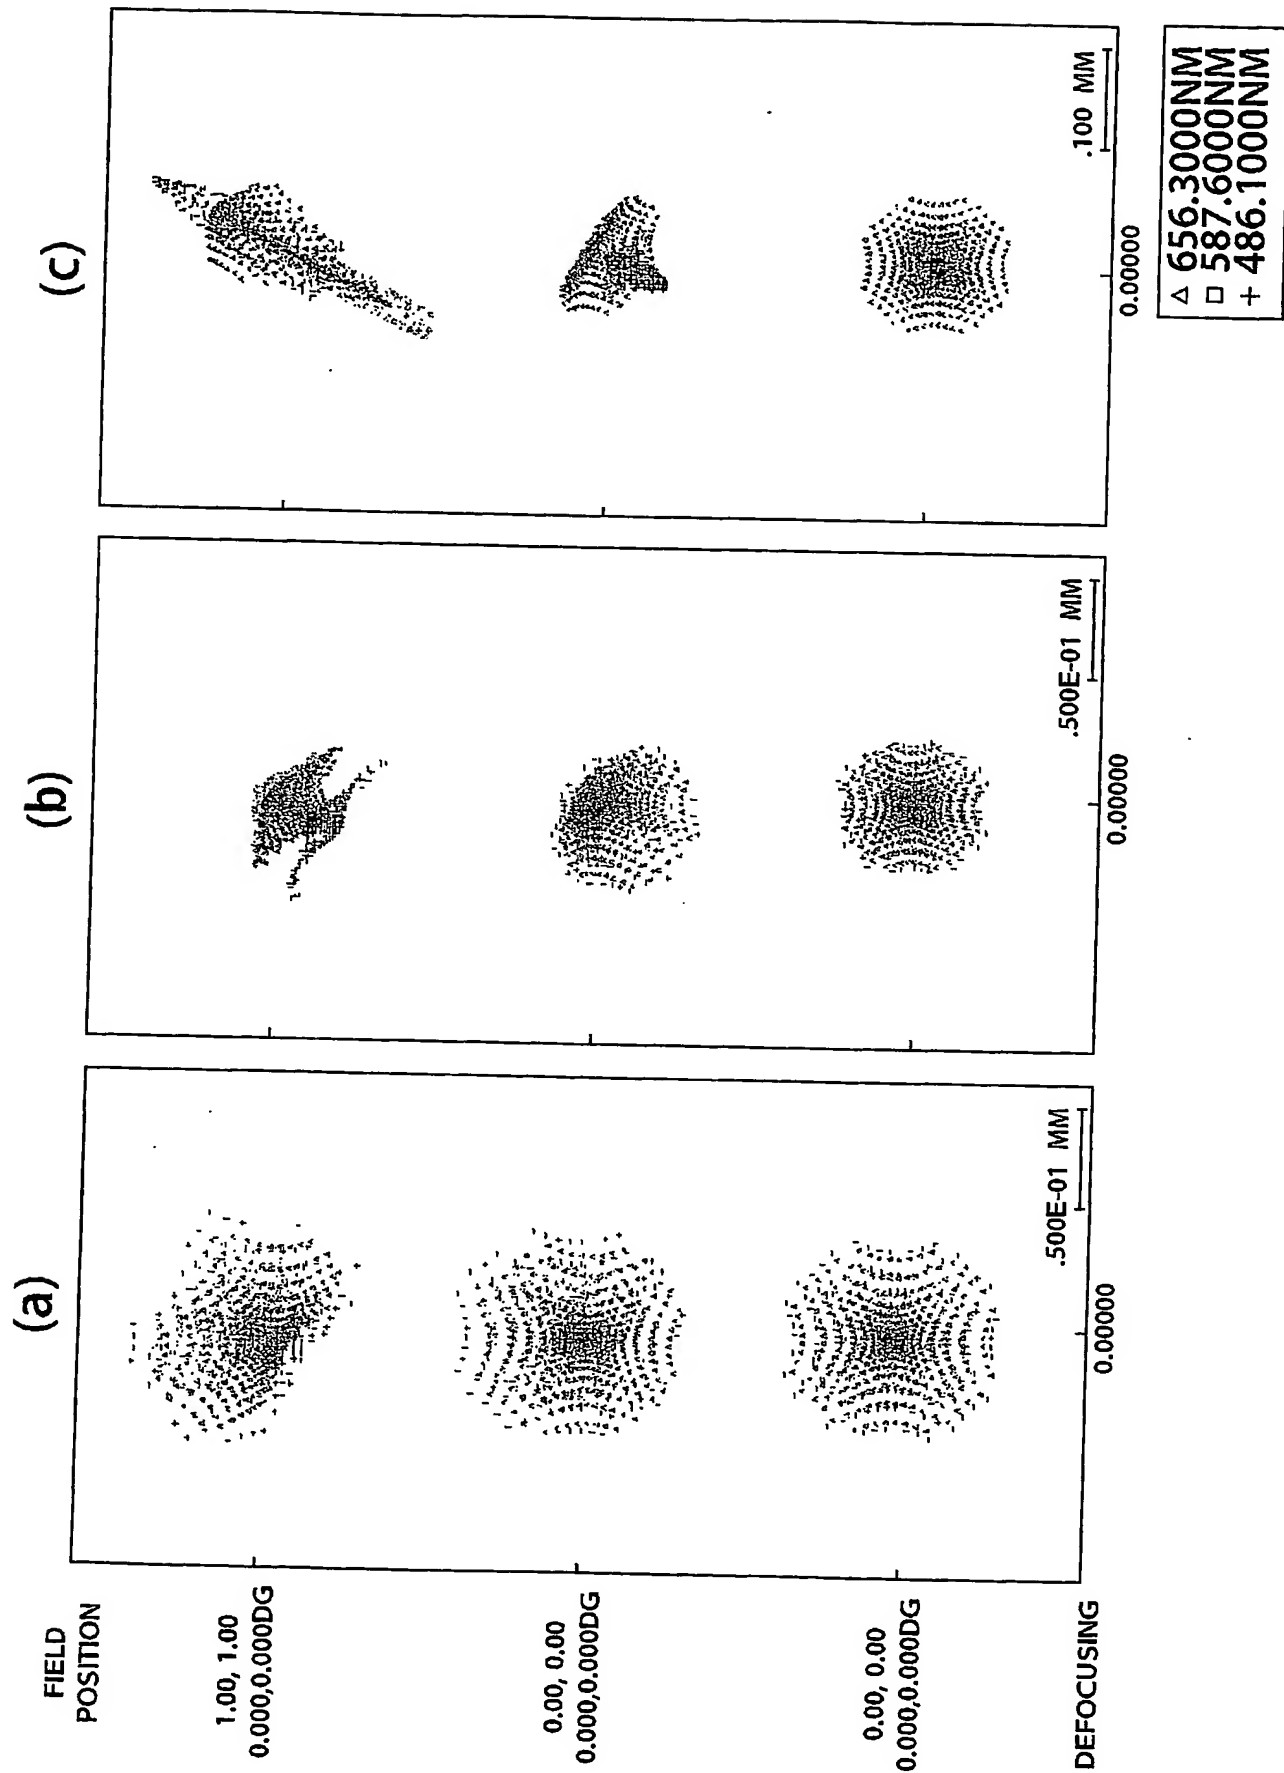 (a)
(b)
(c)
FIELD
POSITION
1.00, 1.00
0.000,0.000DG
0.00, 0.00
0.000,0.000DG
0.00, 0.00
0.000,0.000DG
DEFOCUSING
.500E-01 MM
0.00000
.500E-01 MM
0.00000
.100 MM
0.00000
△ 656.3000NM
□ 587.6000NM
+ 486.1000NM